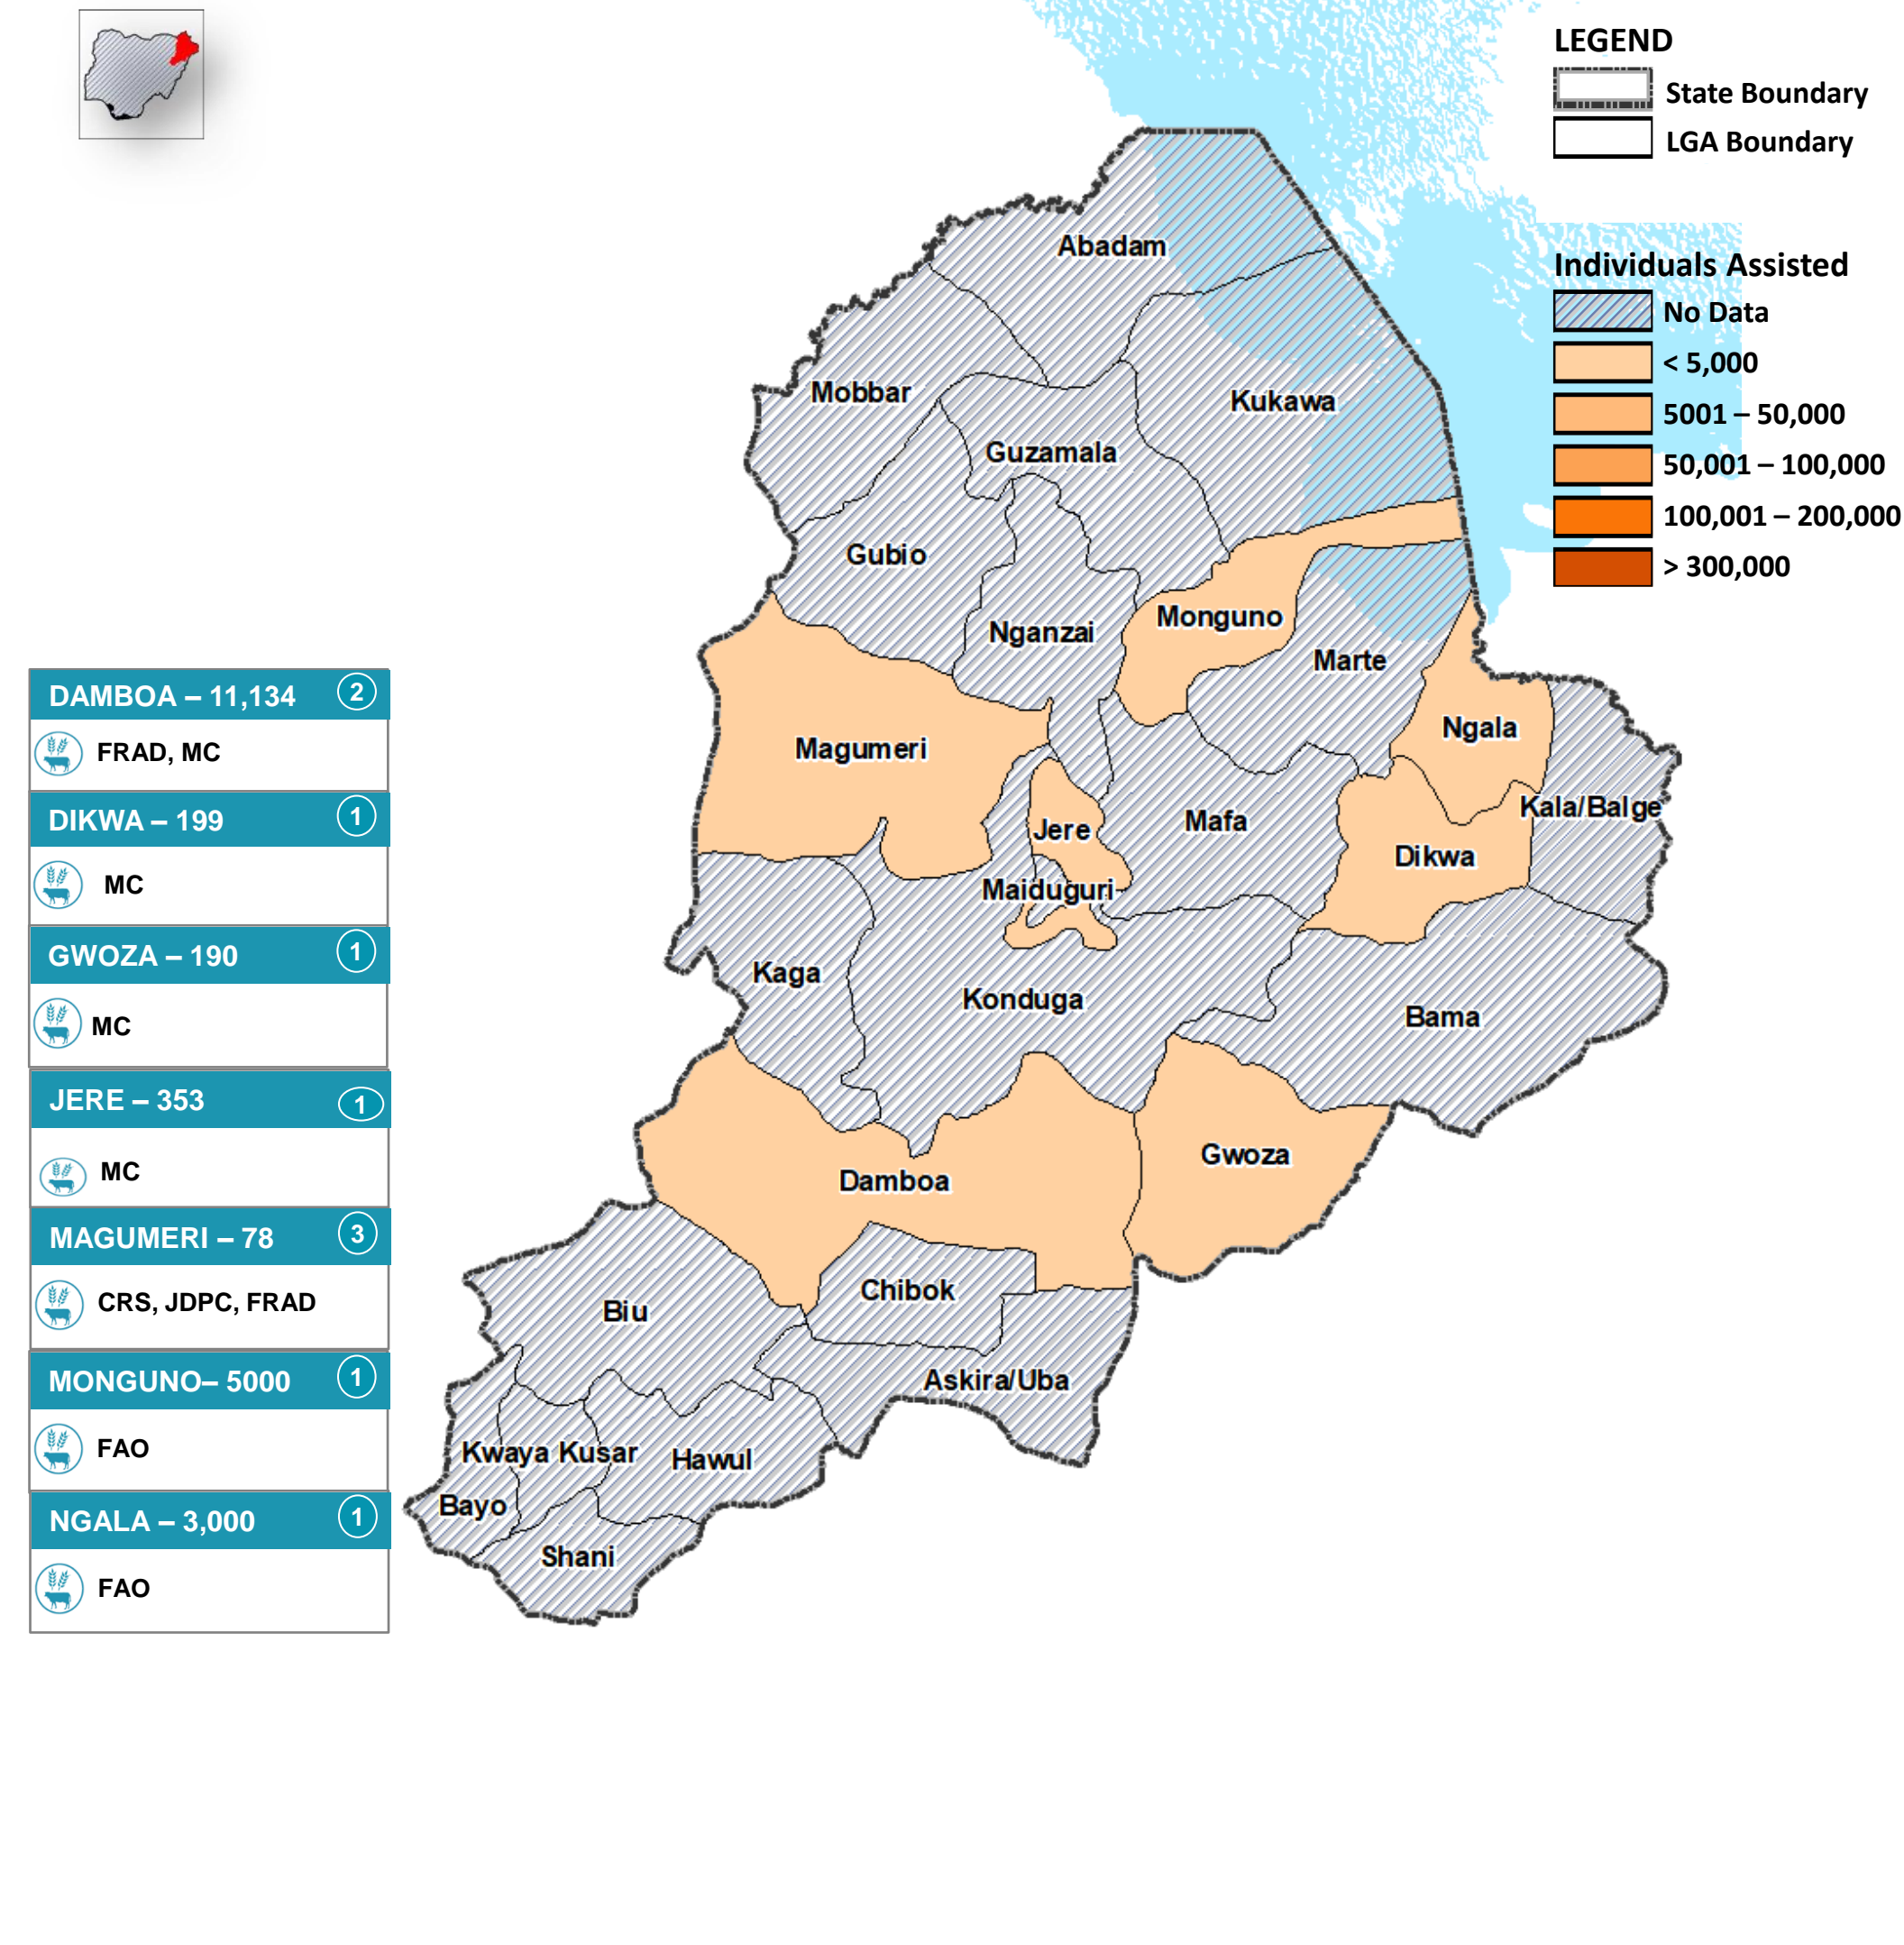 LEGEND
State Boundary
LGA Boundary
Individuals Assisted
No Data
< 5,000
5001 – 50,000
50,001 – 100,000
100,001 – 200,000
> 300,000
Abadam
Mobbar
Kukawa
Guzamala
Gubio
Monguno
Nganzai
Marte
Ngala
Magumeri
Kala/Balge
Mafa
Jere
Dikwa
Maiduguri
Kaga
Konduga
Bama
Gwoza
Damboa
Chibok
Biu
Askira/Uba
Kwaya Kusar
Hawul
Bayo
Shani
DAMBOA – 11,134 2
FRAD, MC
DIKWA – 199 1
MC
GWOZA – 190 1
MC
JERE – 353 1
MC
MAGUMERI – 78 3
CRS, JDPC, FRAD
MONGUNO– 5000 1
FAO
NGALA – 3,000 1
FAO